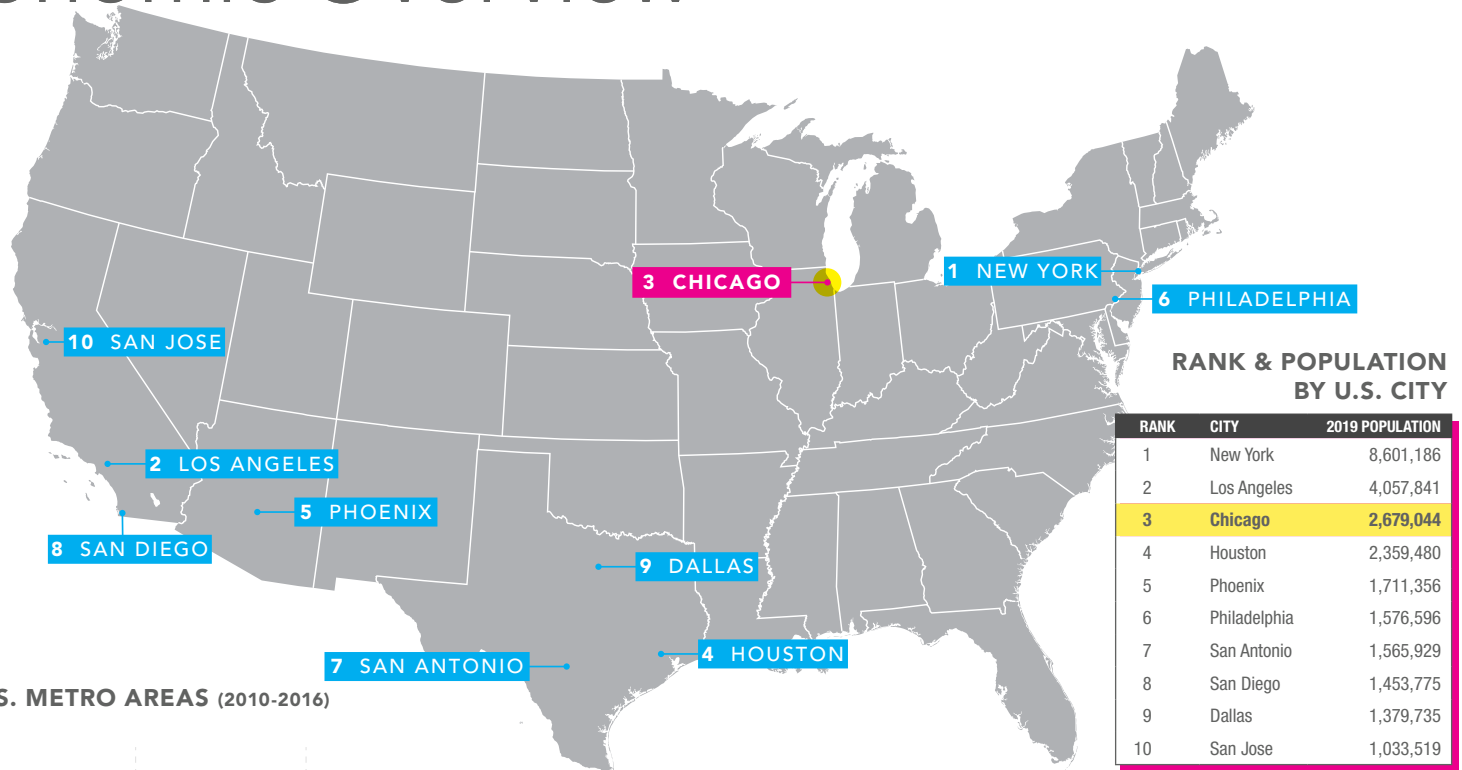 Overview
1 NEW YORK
3 CHICAGO
6 PHILADELPHIA
10 SAN JOSE
2 LOS ANGELES
5 PHOENIX
8 SAN DIEGO
9 DALLAS
4 HOUSTON
7 SAN ANTONIO
METRO AREAS (2010-2016)
RANK & POPULATION
BY U.S. CITY
RANK CITY 2019 POPULATION
1 New York 8,601,186
2 Los Angeles 4,057,841
3 Chicago 2,679,044
4 Houston 2,359,480
5 Phoenix 1,711,356
6 Philadelphia 1,576,596
7 San Antonio 1,565,929
8 San Diego 1,453,775
9 Dallas 1,379,735
10 San Jose 1,033,519